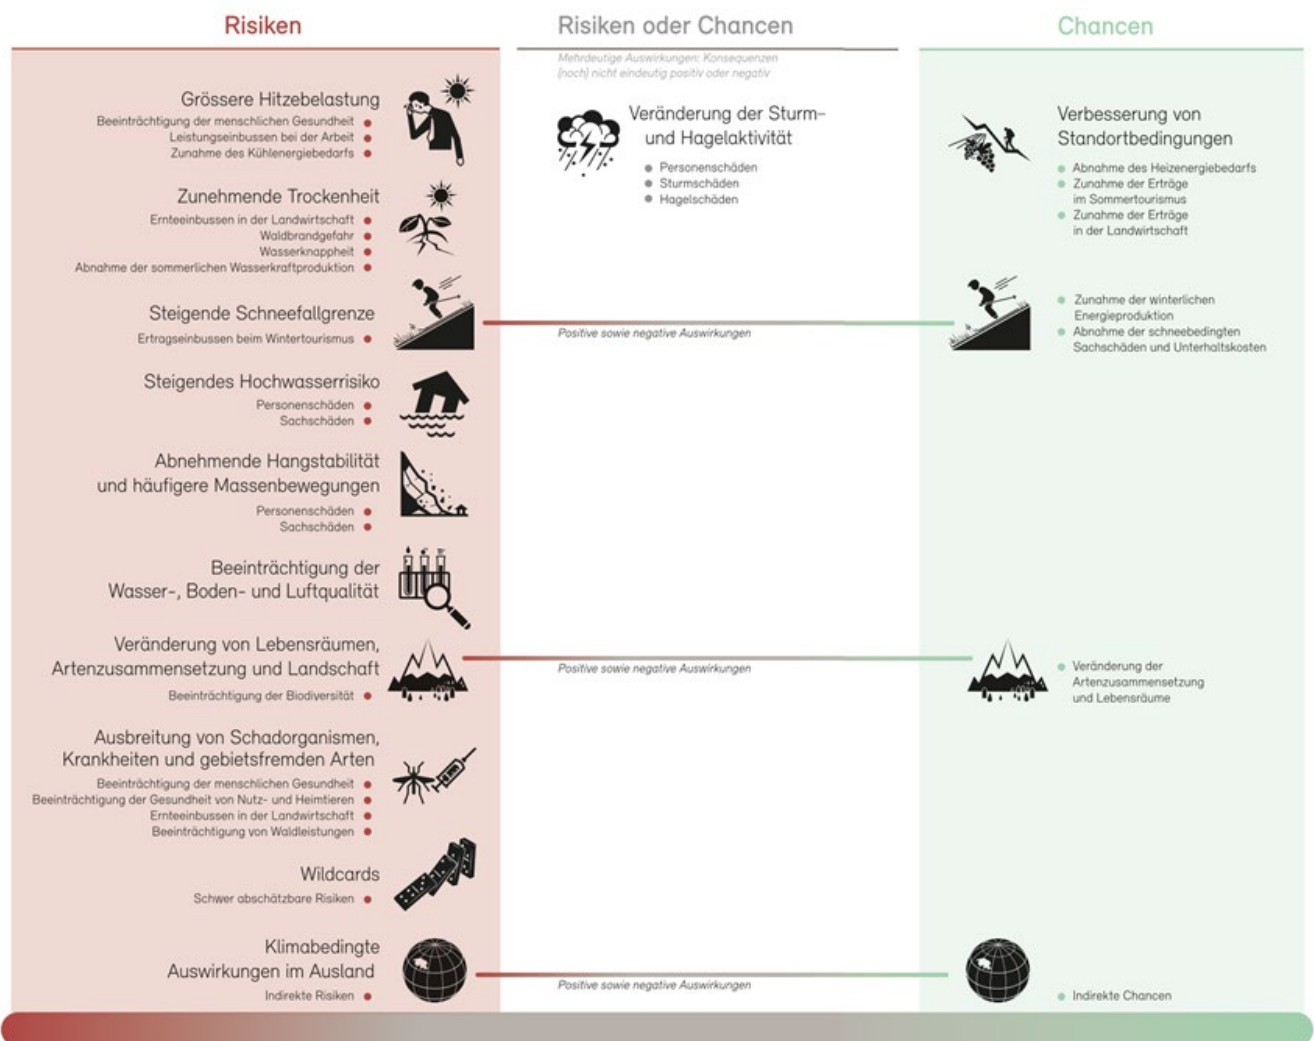 Risiken
Grössere Hitzebelastung
Beeinträchtigung der menschlichen Gesundheit
Leistungseinbussen bei der Arbeit
Zunahme des Kühlenergiebedarfs
Zunehmende Trockenheit
Ernteeinbussen in der Landwirtschaft
Waldbrandgefahr
Wasserknappheit
Abnahme der sommerlichen Wasserkraftproduktion
Steigende Schneefallgrenze
Ertragseinbussen beim Wintertourismus
Steigendes Hochwasserrisiko
Personenschäden
Sachschäden
Abnehmende Hangstabilität
und häufigere Massenbewegungen
Personenschäden
Sachschäden
Beeinträchtigung der
Wasser-, Boden- und Luftqualität
Veränderung von Lebensräumen,
Artenzusammensetzung und Landschaft
Beeinträchtigung der Biodiversität
Ausbreitung von Schadorganismen,
Krankheiten und gebietsfremden Arten
Beeinträchtigung der menschlichen Gesundheit
Beeinträchtigung der Gesundheit von Nutz- und Heimtieren
Ernteeinbussen in der Landwirtschaft
Beeinträchtigung von Waldleistungen
Wildcards
Schwer abschätzbare Risiken
Klimabedingte
Auswirkungen im Ausland
Indirekte Risiken
Risiken oder Chancen
Mehrdeutige Auswirkungen: Konsequenzen
(noch) nicht eindeutig positiv oder negativ
Veränderung der Sturm-
und Hagelaktivität
Personenschäden
Sturmschäden
Hagelschäden
Positive sowie negative Auswirkungen
Positive sowie negative Auswirkungen
Positive sowie negative Auswirkungen
Chancen
Verbesserung von
Standortbedingungen
Abnahme des Heizenergiebedarfs
Zunahme der Erträge
im Sommertourismus
Zunahme der Erträge
in der Landwirtschaft
Zunahme der winterlichen
Energieproduktion
Abnahme der schneebedingten
Sachschäden und Unterhaltskosten
Veränderung der
Artenzusammensetzung
und Lebensräume
Indirekte Chancen